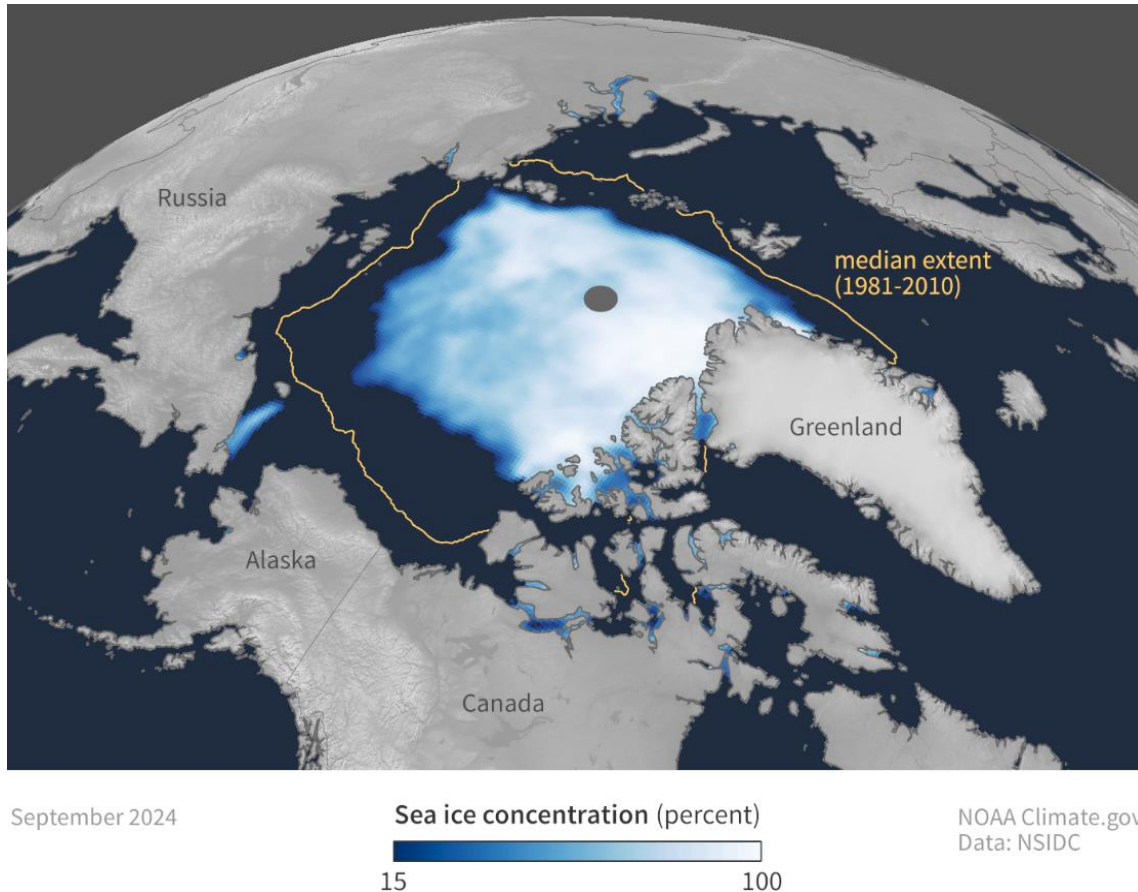 Russia
median extent
(1981-2010)
Greenland
Alaska
Canada
September 2024
Sea ice concentration (percent)
15 100
NOAA Climate.gov
Data: NSIDC